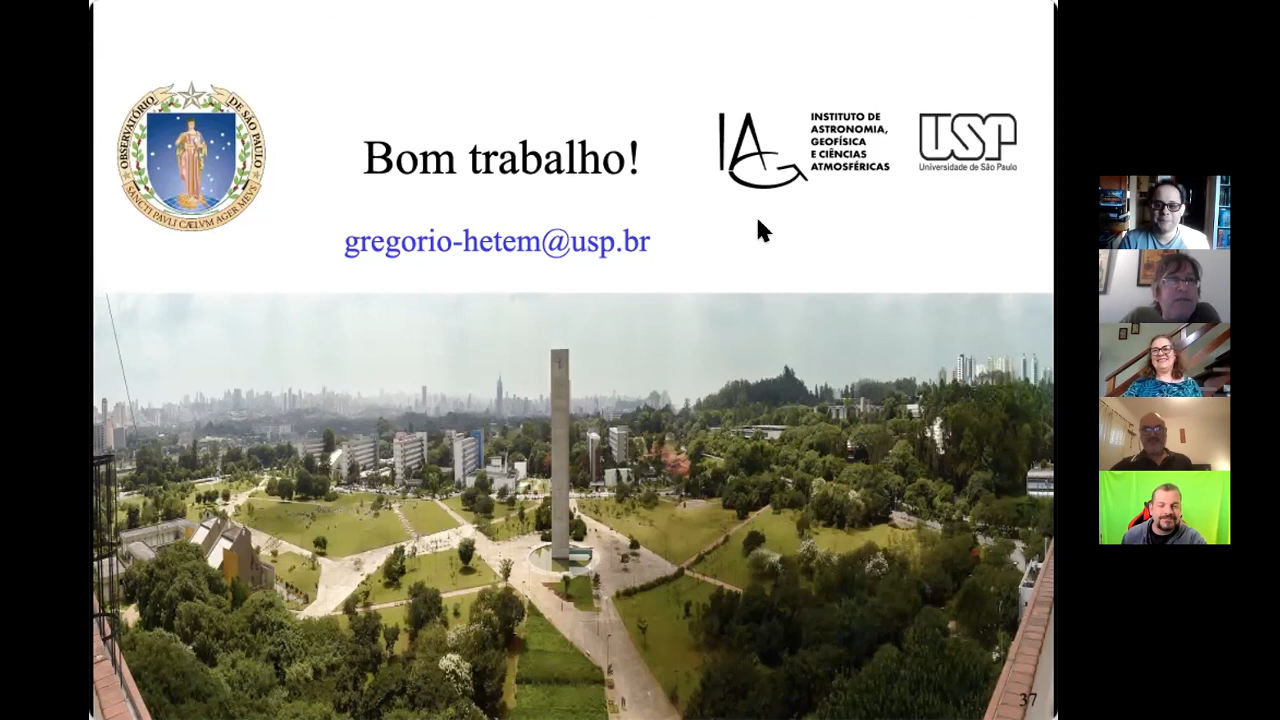 OBSERVATÓRIO DE SÃO PAULO
SANCTI PAVLI CÆLVM AGER MEVS
Bom trabalho!
gregorio-hetem@usp.br
IAG
INSTITUTO DE
ASTRONOMIA,
GEOFÍSICA
E CIÊNCIAS
ATMOSFÉRICAS
USP
Universidade de São Paulo
37